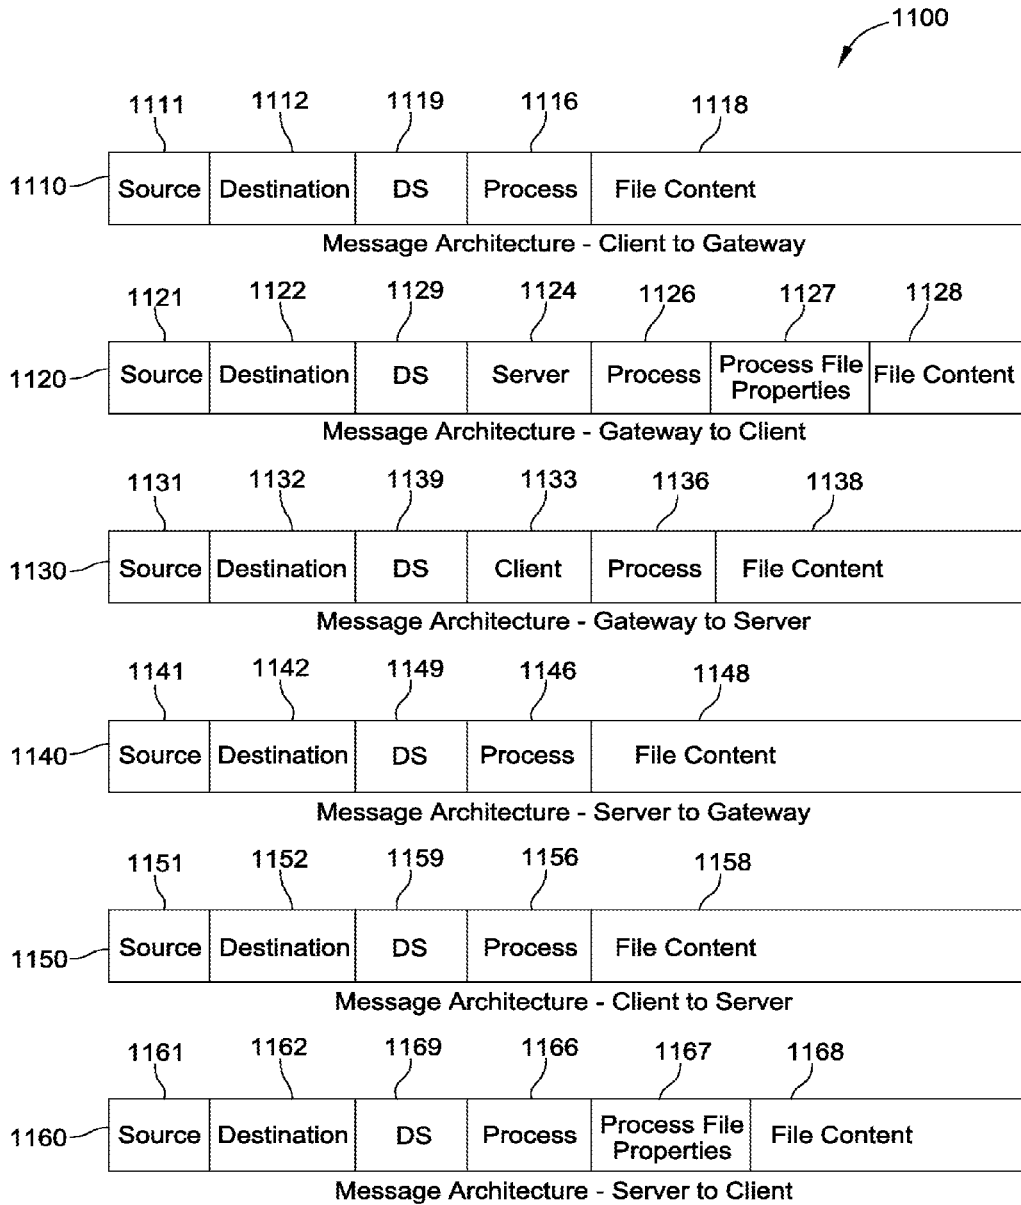 1100
1111 1112 1119 1116 1118
1110 Source Destination DS Process File Content
Message Architecture - Client to Gateway
1121 1122 1129 1124 1126 1127 1128
1120 Source Destination DS Server Process Process File Properties File Content
Message Architecture - Gateway to Client
1131 1132 1139 1133 1136 1138
1130 Source Destination DS Client Process File Content
Message Architecture - Gateway to Server
1141 1142 1149 1146 1148
1140 Source Destination DS Process File Content
Message Architecture - Server to Gateway
1151 1152 1159 1156 1158
1150 Source Destination DS Process File Content
Message Architecture - Client to Server
1161 1162 1169 1166 1167 1168
1160 Source Destination DS Process Process File Properties File Content
Message Architecture - Server to Client